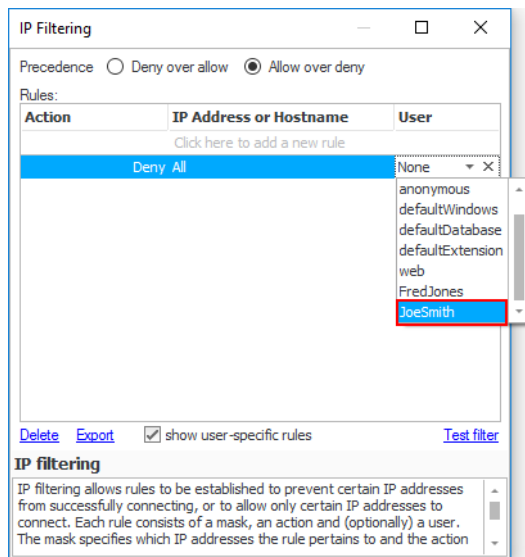 IP Filtering
Precedence Deny over allow Allow over deny
Rules:
Action IP Address or Hostname User
Click here to add a new rule
Deny All None
anonymous
defaultWindows
defaultDatabase
defaultExtension
web
FredJones
JoeSmith
Delete Export show user-specific rules Test filter
IP filtering
IP filtering allows rules to be established to prevent certain IP addresses
from successfully connecting, or to allow only certain IP addresses to
connect. Each rule consists of a mask, an action and (optionally) a user.
The mask specifies which IP addresses the rule pertains to and the action